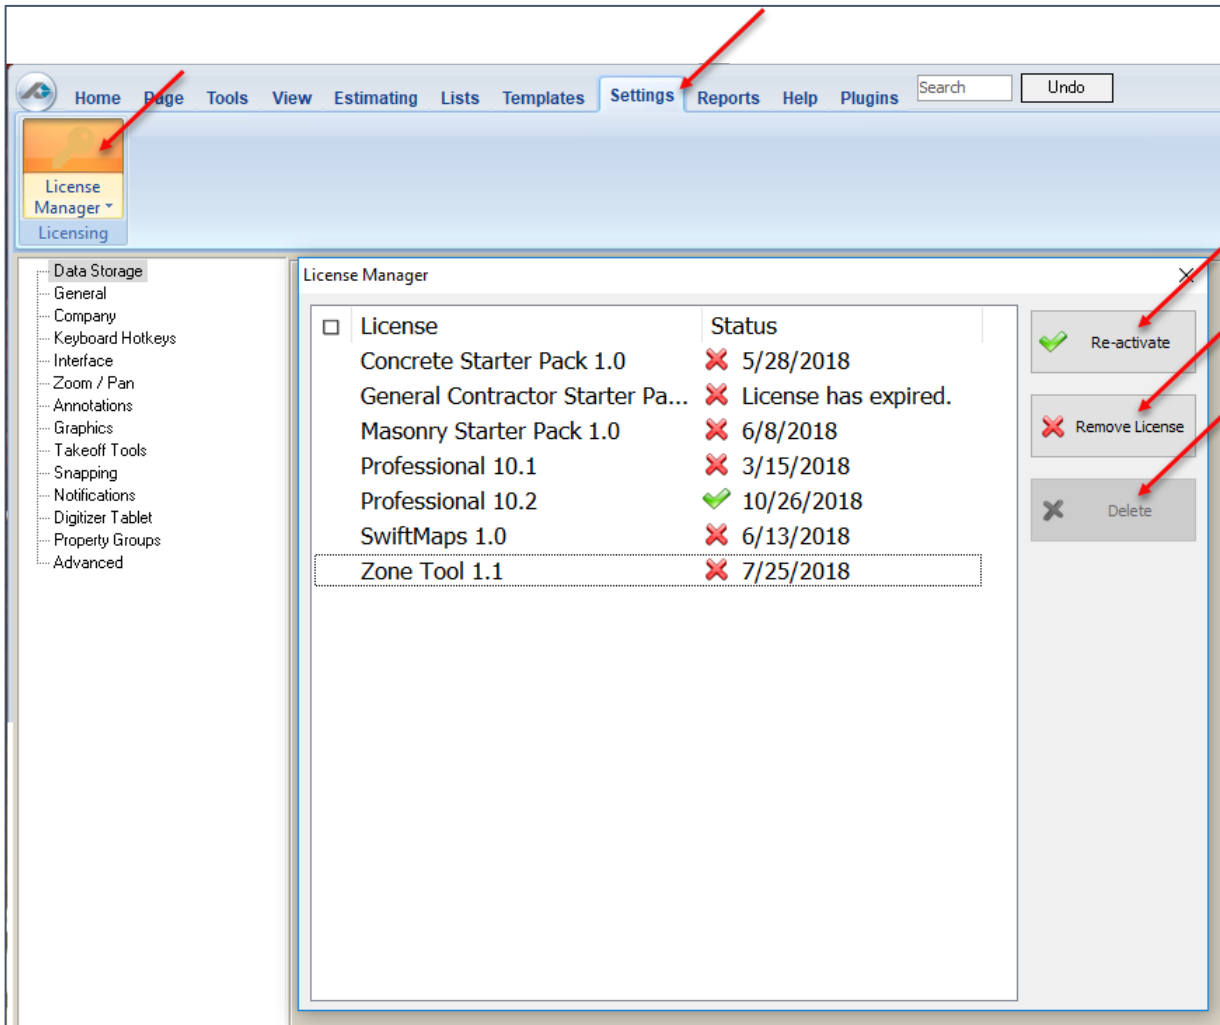 Home Page Tools View Estimating Lists Templates Settings Reports Help Plugins Search Undo
License
Manager
Licensing
Data Storage
General
Company
Keyboard Hotkeys
Interface
Zoom / Pan
Annotations
Graphics
Takeoff Tools
Snapping
Notifications
Digitizer Tablet
Property Groups
Advanced
License Manager
License Status
Concrete Starter Pack 1.0 5/28/2018
General Contractor Starter Pa... License has expired.
Masonry Starter Pack 1.0 6/8/2018
Professional 10.1 3/15/2018
Professional 10.2 10/26/2018
SwiftMaps 1.0 6/13/2018
Zone Tool 1.1 7/25/2018
Re-activate
Remove License
Delete